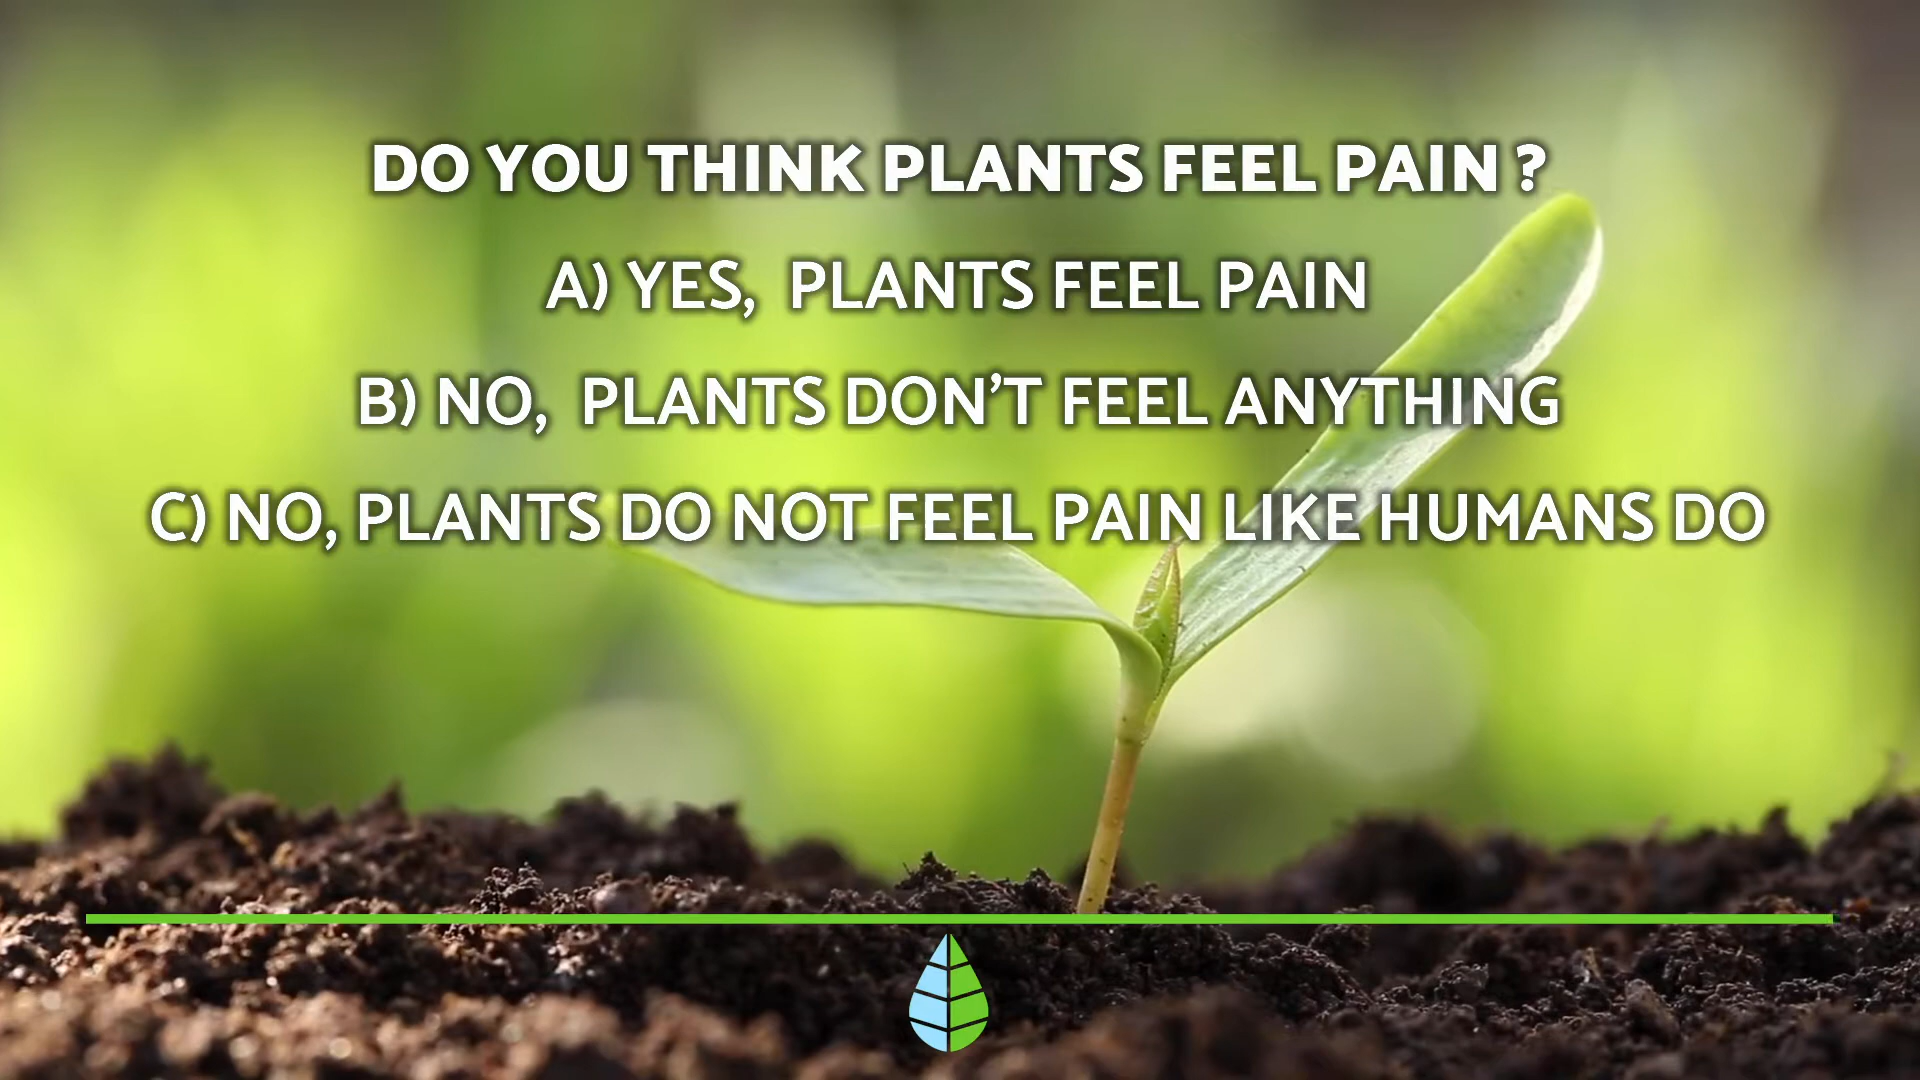 DO YOU THINK PLANTS FEEL PAIN ?
A) YES, PLANTS FEEL PAIN
B) NO, PLANTS DON'T FEEL ANYTHING
C) NO, PLANTS DO NOT FEEL PAIN LIKE HUMANS DO